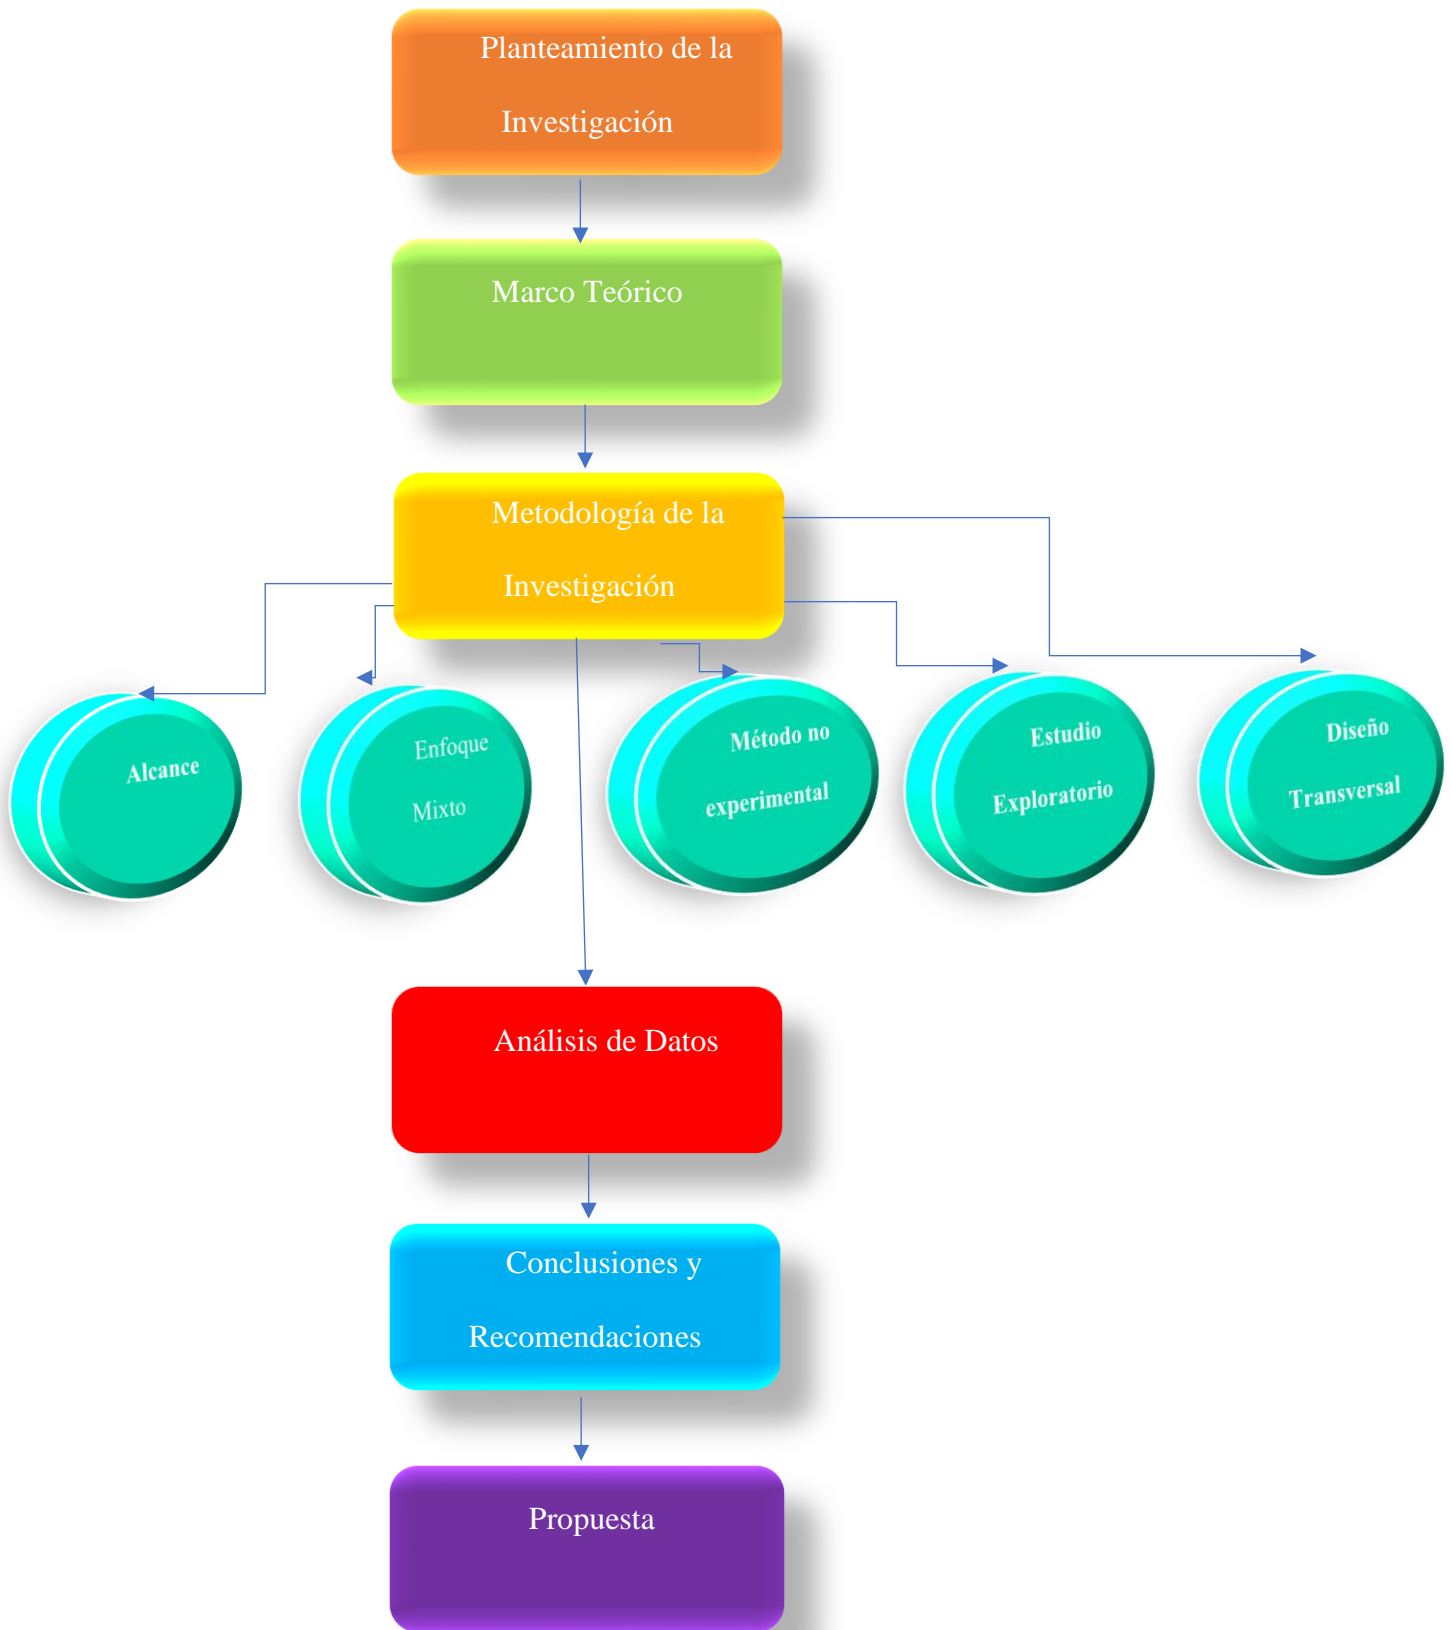 Planteamiento de la
Investigación
Marco Teórico
Metodología de la
Investigación
Alcance
Enfoque
Mixto
Método no
experimental
Estudio
Exploratorio
Diseño
Transversal
Análisis de Datos
Conclusiones y
Recomendaciones
Propuesta